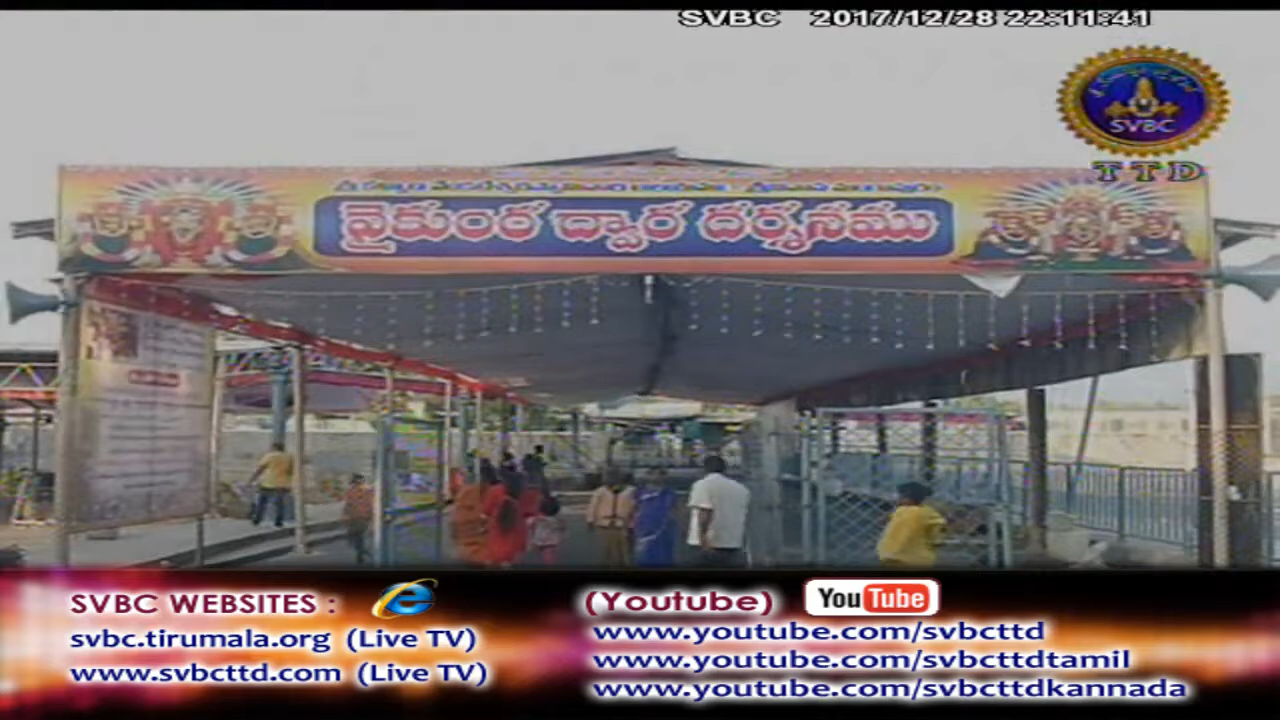 SVBC 2017/12/28 22:11:41
SVBC
TTD
వైకుంఠ ద్వార దర్శనము
SVBC WEBSITES :
svbc.tirumala.org (Live TV)
www.svbcttd.com (Live TV)
(Youtube) YouTube
www.youtube.com/svbcttd
www.youtube.com/svbcttdtamil
www.youtube.com/svbcttdkannada